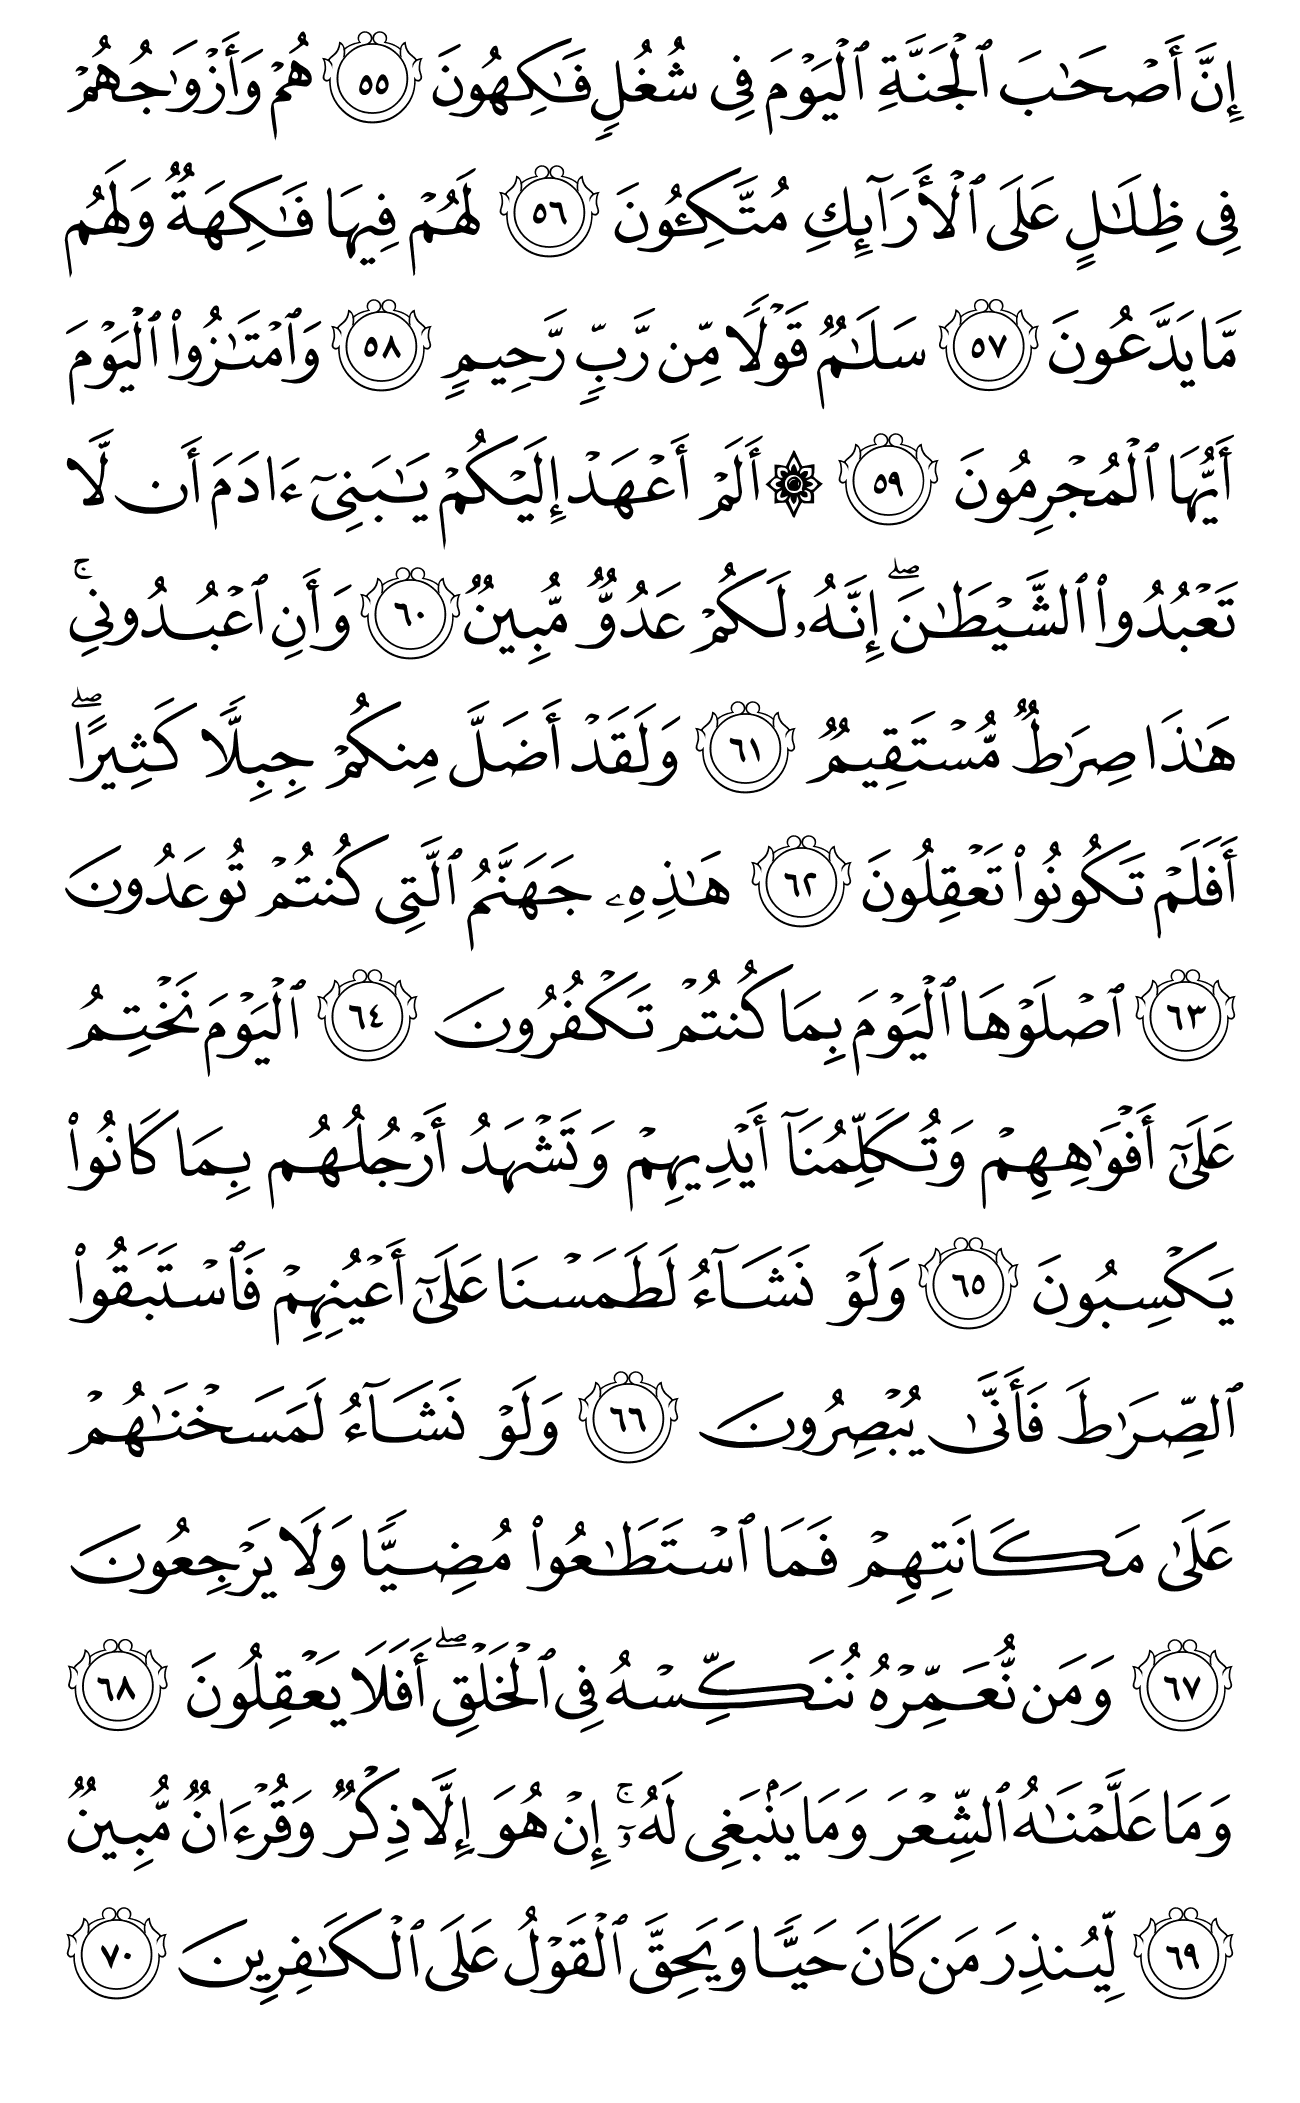 إِنَّ أَصْحَٰبَ ٱلْجَنَّةِ ٱلْيَوْمَ فِى شُغُلٍ فَٰكِهُونَ ٥٥ هُمْ وَأَزْوَٰجُهُمْ
فِى ظِلَٰلٍ عَلَى ٱلْأَرَآئِكِ مُتَّكِـُٔونَ ٥٦ لَهُمْ فِيهَا فَٰكِهَةٌ وَلَهُم
مَّا يَدَّعُونَ ٥٧ سَلَٰمٌ قَوْلًا مِّن رَّبٍّ رَّحِيمٍ ٥٨ وَٱمْتَٰزُوا۟ ٱلْيَوْمَ
أَيُّهَا ٱلْمُجْرِمُونَ ٥٩ ۞ أَلَمْ أَعْهَدْ إِلَيْكُمْ يَٰبَنِىٓ ءَادَمَ أَن لَّا
تَعْبُدُوا۟ ٱلشَّيْطَٰنَ ۖ إِنَّهُۥ لَكُمْ عَدُوٌّ مُّبِينٌ ٦٠ وَأَنِ ٱعْبُدُونِى ۚ
هَٰذَا صِرَٰطٌ مُّسْتَقِيمٌ ٦١ وَلَقَدْ أَضَلَّ مِنكُمْ جِبِلًّا كَثِيرًا ۖ
أَفَلَمْ تَكُونُوا۟ تَعْقِلُونَ ٦٢ هَٰذِهِۦ جَهَنَّمُ ٱلَّتِى كُنتُمْ تُوعَدُونَ
٦٣ ٱصْلَوْهَا ٱلْيَوْمَ بِمَا كُنتُمْ تَكْفُرُونَ ٦٤ ٱلْيَوْمَ نَخْتِمُ
عَلَىٰٓ أَفْوَٰهِهِمْ وَتُكَلِّمُنَآ أَيْدِيهِمْ وَتَشْهَدُ أَرْجُلُهُم بِمَا كَانُوا۟
يَكْسِبُونَ ٦٥ وَلَوْ نَشَآءُ لَطَمَسْنَا عَلَىٰٓ أَعْيُنِهِمْ فَٱسْتَبَقُوا۟
ٱلصِّرَٰطَ فَأَنَّىٰ يُبْصِرُونَ ٦٦ وَلَوْ نَشَآءُ لَمَسَخْنَٰهُمْ
عَلَىٰ مَكَانَتِهِمْ فَمَا ٱسْتَطَٰعُوا۟ مُضِيًّا وَلَا يَرْجِعُونَ
٦٧ وَمَن نُّعَمِّرْهُ نُنَكِّسْهُ فِى ٱلْخَلْقِ ۖ أَفَلَا يَعْقِلُونَ ٦٨
وَمَا عَلَّمْنَٰهُ ٱلشِّعْرَ وَمَا يَنۢبَغِى لَهُۥٓ ۚ إِنْ هُوَ إِلَّا ذِكْرٌ وَقُرْءَانٌ مُّبِينٌ
٦٩ لِّيُنذِرَ مَن كَانَ حَيًّا وَيَحِقَّ ٱلْقَوْلُ عَلَى ٱلْكَٰفِرِينَ ٧٠